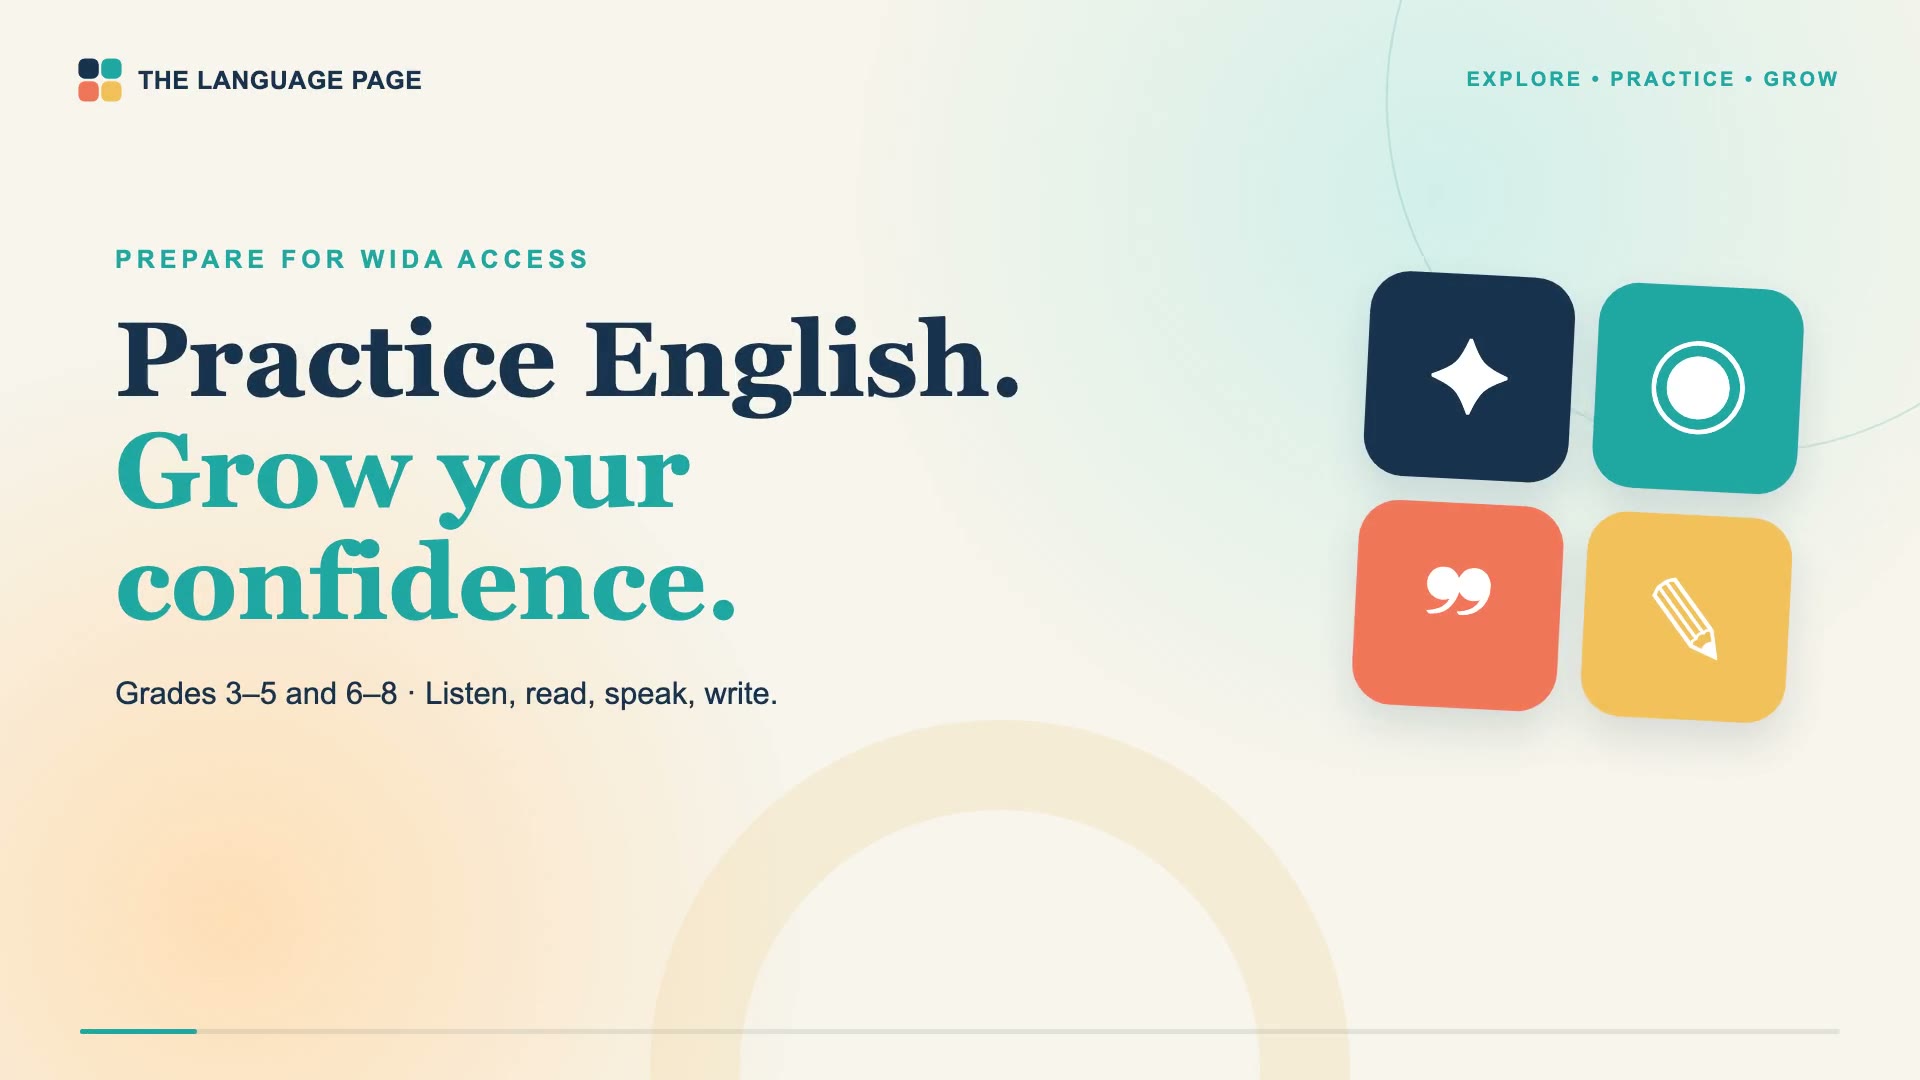 THE LANGUAGE PAGE
EXPLORE • PRACTICE • GROW
PREPARE FOR WIDA ACCESS
Practice English.
Grow your
confidence.
Grades 3–5 and 6–8 · Listen, read, speak, write.